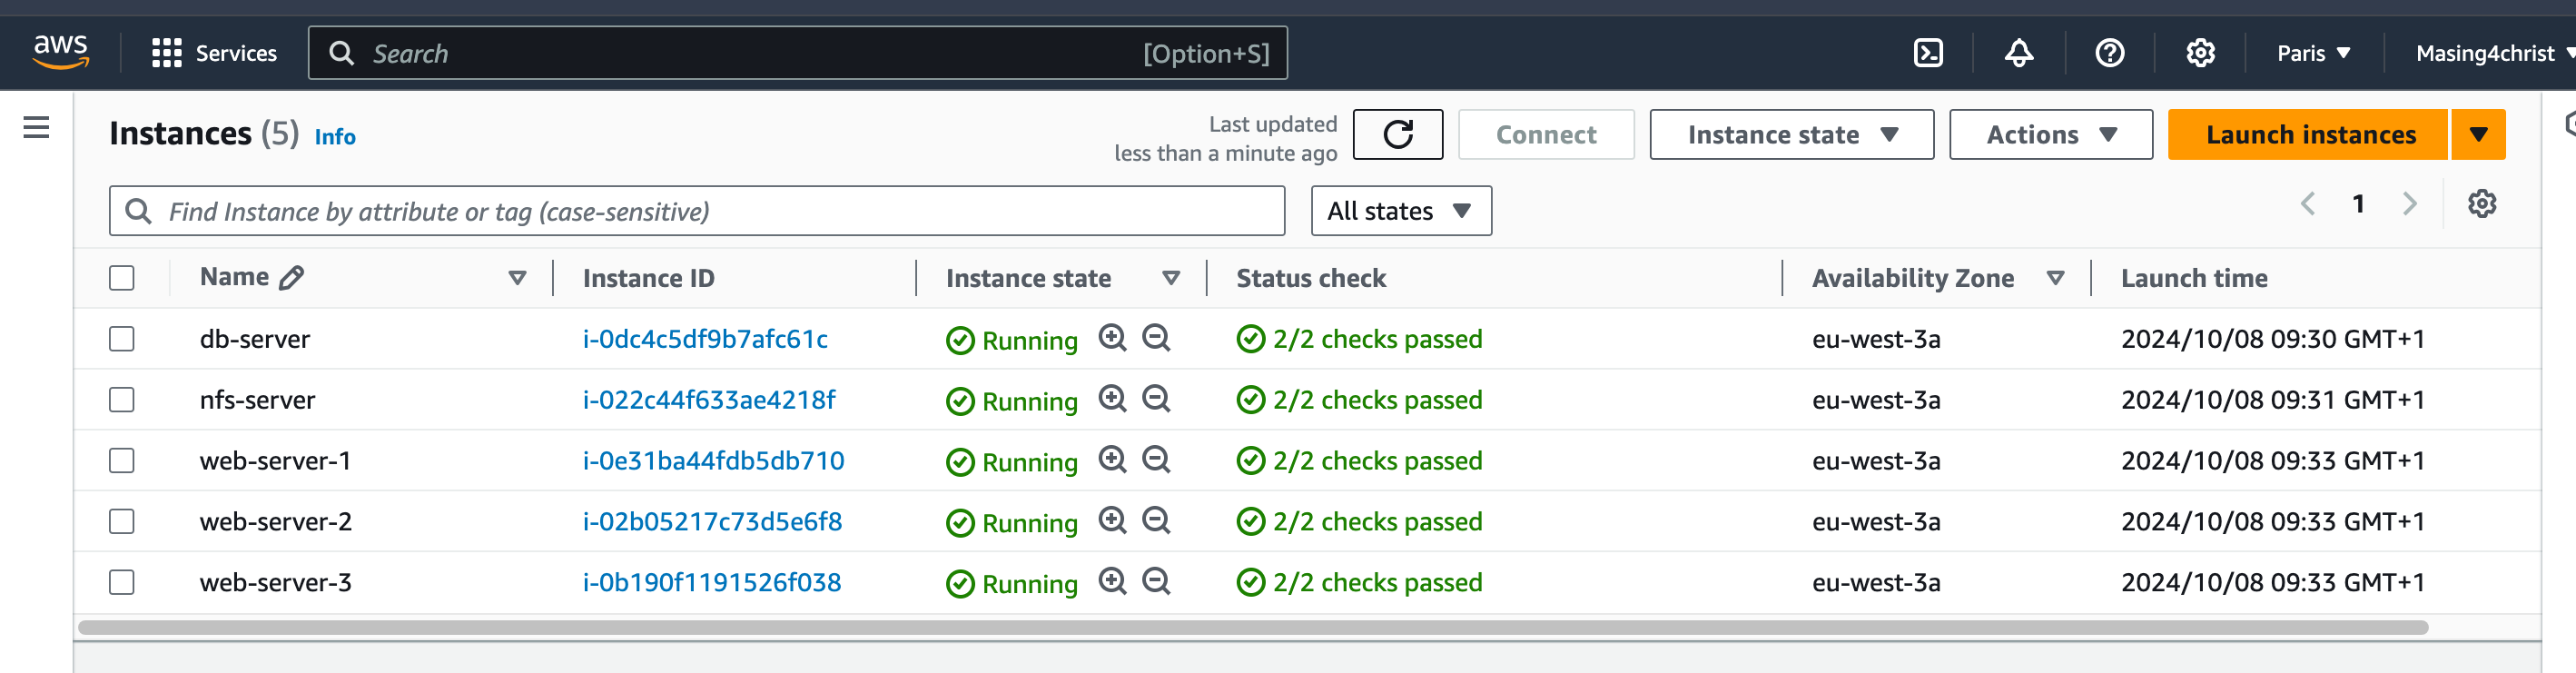 aws Services Search [Option+S] Paris Masing4christ
Instances (5) Info Last updated less than a minute ago Connect Instance state Actions Launch instances
Find Instance by attribute or tag (case-sensitive) All states 1
Name Instance ID Instance state Status check Availability Zone Launch time
db-server i-0dc4c5df9b7afc61c Running 2/2 checks passed eu-west-3a 2024/10/08 09:30 GMT+1
nfs-server i-022c44f633ae4218f Running 2/2 checks passed eu-west-3a 2024/10/08 09:31 GMT+1
web-server-1 i-0e31ba44fdb5db710 Running 2/2 checks passed eu-west-3a 2024/10/08 09:33 GMT+1
web-server-2 i-02b05217c73d5e6f8 Running 2/2 checks passed eu-west-3a 2024/10/08 09:33 GMT+1
web-server-3 i-0b190f1191526f038 Running 2/2 checks passed eu-west-3a 2024/10/08 09:33 GMT+1